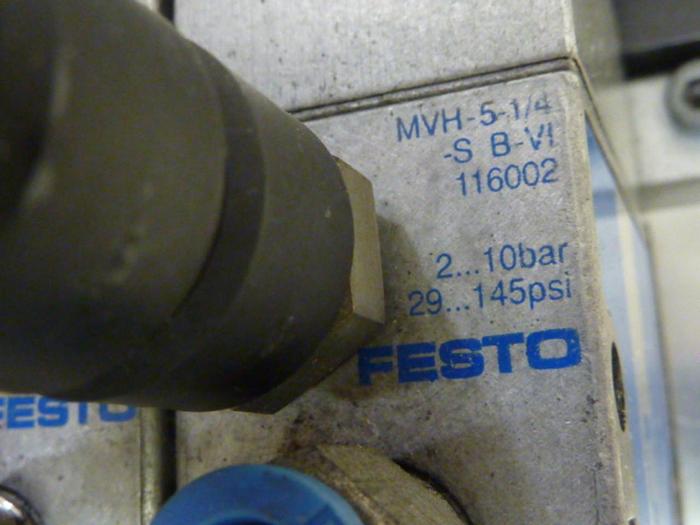 MVH-5-1/4
-S B-VI
116002
2...10bar
29...145psi
FESTO
FESTO